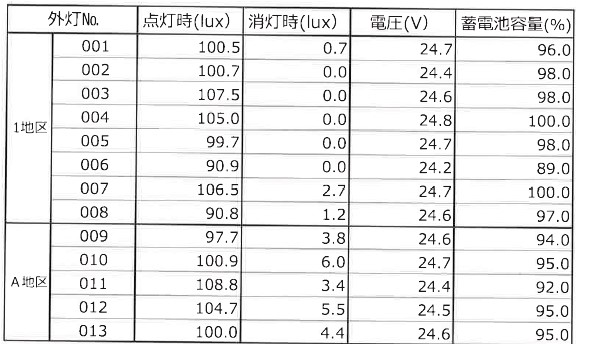 外灯No. 点灯時(lux) 消灯時(lux) 電圧(V) 蓄電池容量(%)
1地区
001 100.5 0.7 24.7 96.0
002 100.7 0.0 24.4 98.0
003 107.5 0.0 24.6 98.0
004 105.0 0.0 24.8 100.0
005 99.7 0.0 24.7 98.0
006 90.9 0.0 24.2 89.0
007 106.5 2.7 24.7 100.0
008 90.8 1.2 24.6 97.0
A地区
009 97.7 3.8 24.6 94.0
010 100.9 6.0 24.7 95.0
011 108.8 3.4 24.4 92.0
012 104.7 5.5 24.5 95.0
013 100.0 4.4 24.6 95.0